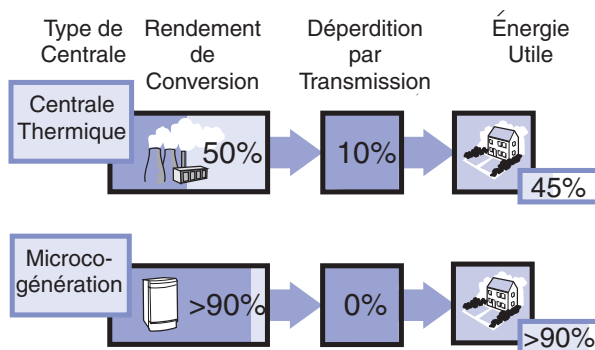 Type de
Centrale
Rendement
de
Conversion
Déperdition
par
Transmission
Énergie
Utile
Centrale
Thermique
50%
10%
45%
Microco-
génération
>90%
0%
>90%